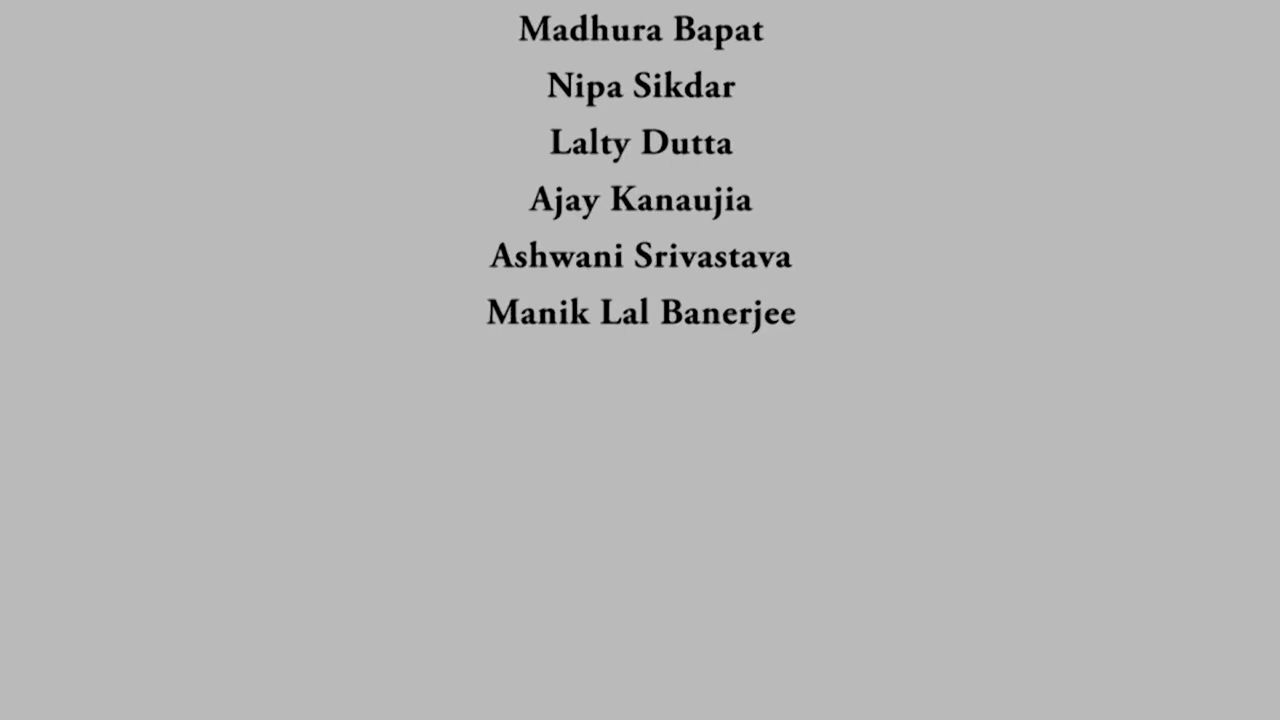 Madhura Bapat
Nipa Sikdar
Lalty Dutta
Ajay Kanaujia
Ashwani Srivastava
Manik Lal Banerjee